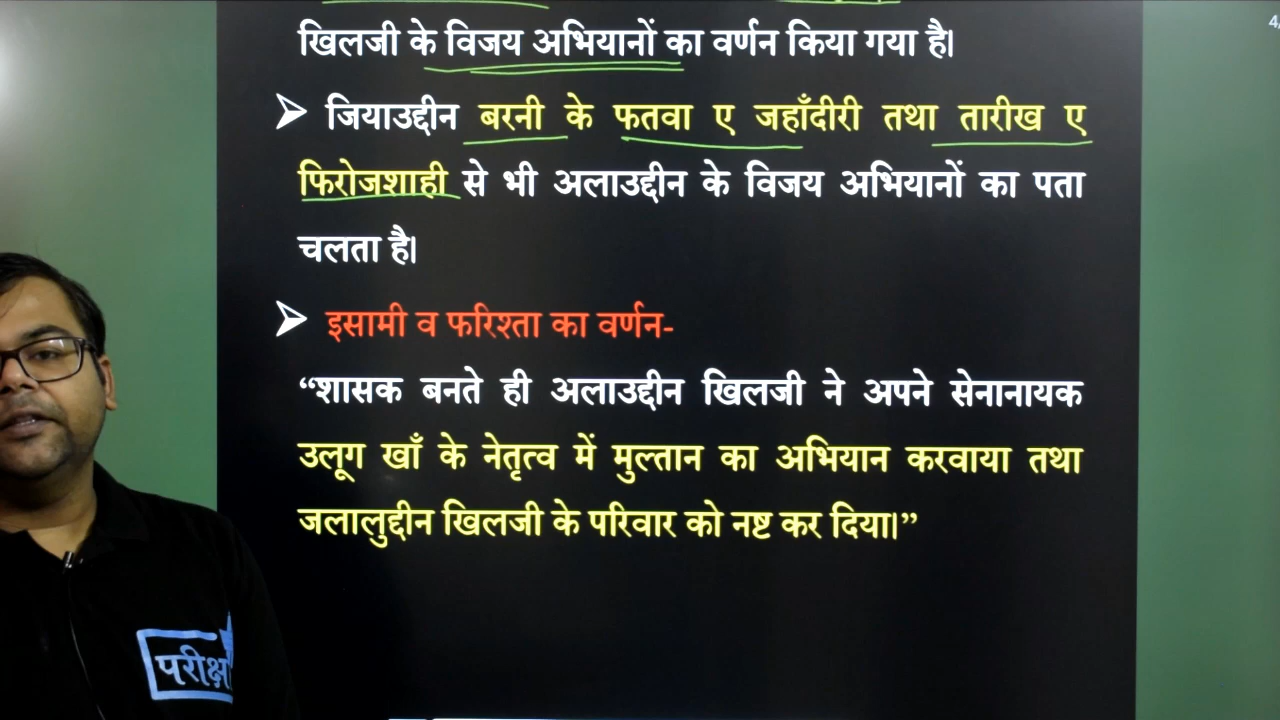 4
खिलजी के विजय अभियानों का वर्णन किया गया है।
जियाउद्दीन बरनी के फतवा ए जहाँदीरी तथा तारीख ए
फिरोजशाही से भी अलाउद्दीन के विजय अभियानों का पता
चलता है।
इसामी व फरिश्ता का वर्णन-
“शासक बनते ही अलाउद्दीन खिलजी ने अपने सेनानायक
उलूग खाँ के नेतृत्व में मुल्तान का अभियान करवाया तथा
जलालुद्दीन खिलजी के परिवार को नष्ट कर दिया।”
परीक्ष